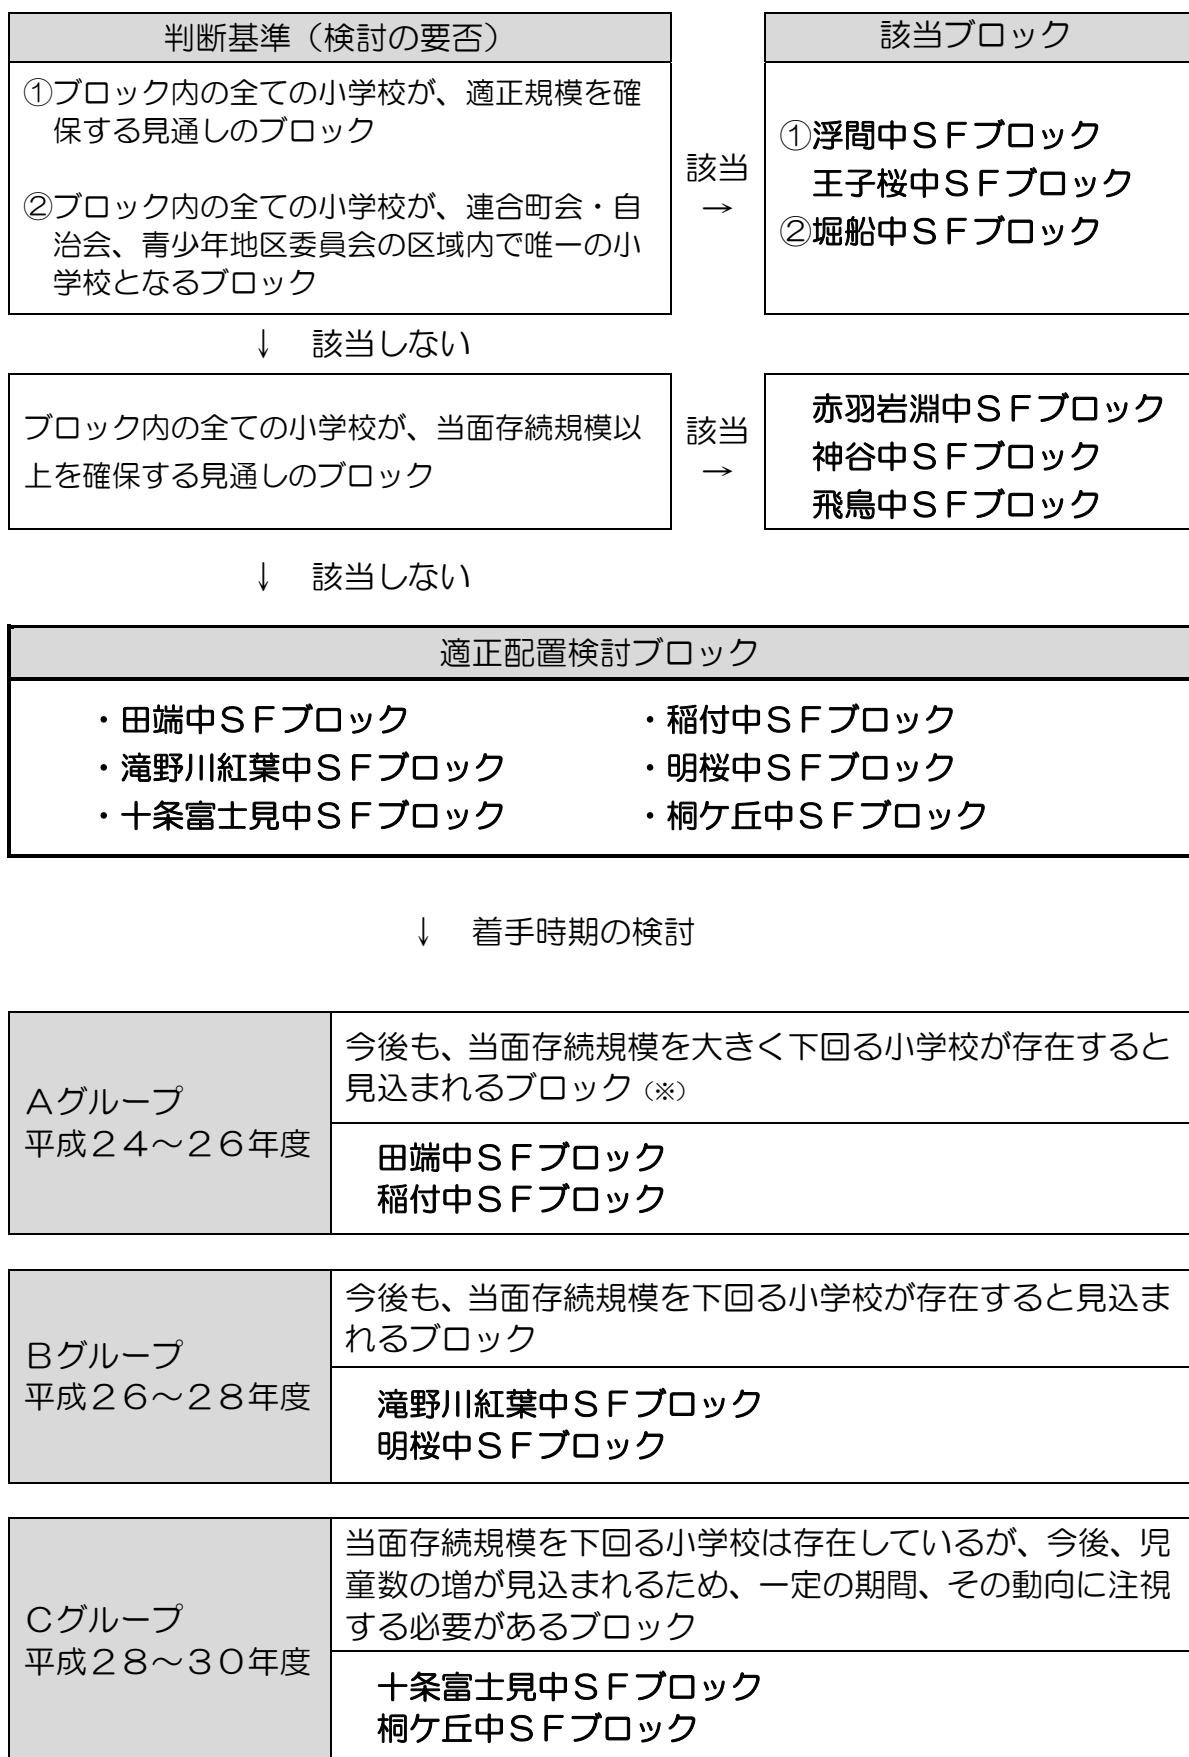 判断基準（検討の要否）
該当ブロック
①ブロック内の全ての小学校が、適正規模を確
保する見通しのブロック
②ブロック内の全ての小学校が、連合町会・自
治会、青少年地区委員会の区域内で唯一の小
学校となるブロック
該当
→
①浮間中ＳＦブロック
王子桜中ＳＦブロック
②堀船中ＳＦブロック
↓　該当しない
ブロック内の全ての小学校が、当面存続規模以
上を確保する見通しのブロック
該当
→
赤羽岩淵中ＳＦブロック
神谷中ＳＦブロック
飛鳥中ＳＦブロック
↓　該当しない
適正配置検討ブロック
・田端中ＳＦブロック
・稲付中ＳＦブロック
・滝野川紅葉中ＳＦブロック
・明桜中ＳＦブロック
・十条富士見中ＳＦブロック
・桐ケ丘中ＳＦブロック
↓　着手時期の検討
Ａグループ
平成２４～２６年度
今後も、当面存続規模を大きく下回る小学校が存在すると
見込まれるブロック（※）
田端中ＳＦブロック
稲付中ＳＦブロック
Ｂグループ
平成２６～２８年度
今後も、当面存続規模を下回る小学校が存在すると見込ま
れるブロック
滝野川紅葉中ＳＦブロック
明桜中ＳＦブロック
Ｃグループ
平成２８～３０年度
当面存続規模を下回る小学校は存在しているが、今後、児
童数の増が見込まれるため、一定の期間、その動向に注視
する必要があるブロック
十条富士見中ＳＦブロック
桐ケ丘中ＳＦブロック